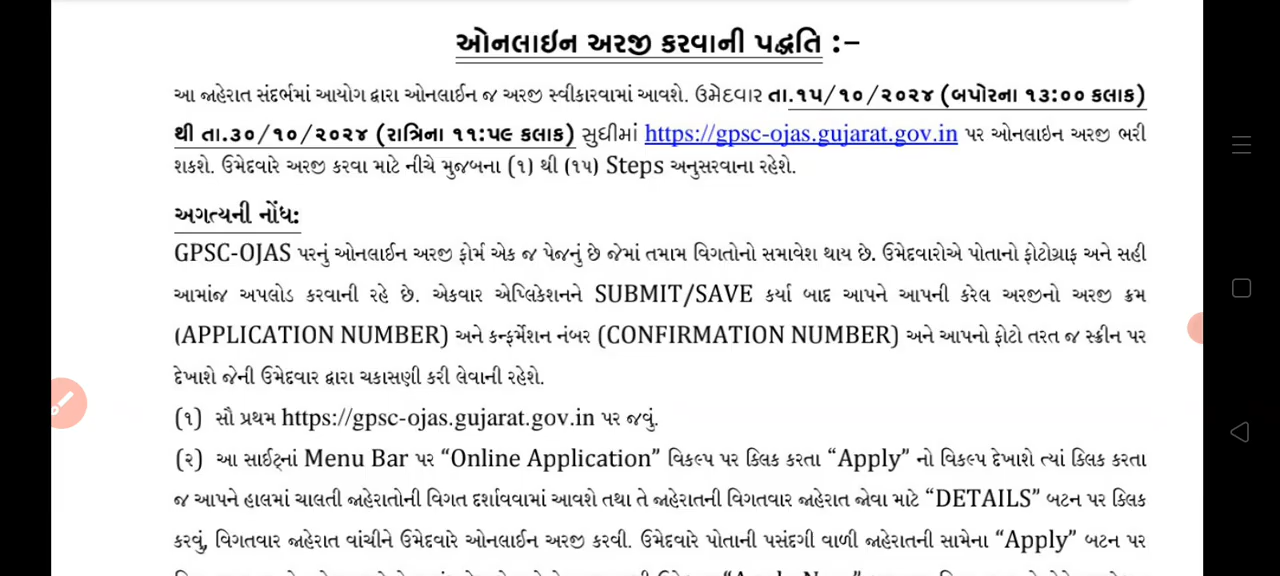 ઓનલાઇન અરજી કરવાની પદ્ધતિ :–
આ જાહેરાત સંદર્ભમાં આયોગ દ્વારા ઓનલાઈન જ અરજી સ્વીકારવામાં આવશે. ઉમેદવાર તા.૧૫/૧૦/૨૦૨૪ (બપોરના ૧૩:૦૦ કલાક)
થી તા.૩૦/૧૦/૨૦૨૪ (રાત્રિના ૧૧:૫૯ કલાક) સુધીમાં https://gpsc-ojas.gujarat.gov.in પર ઓનલાઇન અરજી ભરી
શકશે. ઉમેદવારે અરજી કરવા માટે નીચે મુજબના (૧) થી (૧૫) Steps અનુસરવાના રહેશે.
અગત્યની નોંધ:
GPSC-OJAS પરનું ઓનલાઈન અરજી ફોર્મ એક જ પેજનું છે જેમાં તમામ વિગતોનો સમાવેશ થાય છે. ઉમેદવારોએ પોતાનો ફોટોગ્રાફ અને સહી
આમાંજ અપલોડ કરવાની રહે છે. એકવાર એપ્લિકેશનને SUBMIT/SAVE કર્યા બાદ આપને આપની કરેલ અરજીનો અરજી ક્રમ
(APPLICATION NUMBER) અને કન્ફર્મેશન નંબર (CONFIRMATION NUMBER) અને આપનો ફોટો તરત જ સ્ક્રીન પર
દેખાશે જેની ઉમેદવાર દ્વારા ચકાસણી કરી લેવાની રહેશે.
(૧) સૌ પ્રથમ https://gpsc-ojas.gujarat.gov.in પર જવું.
(૨) આ સાઈટ્નાં Menu Bar પર “Online Application” વિકલ્પ પર ક્લિક કરતા “Apply” નો વિકલ્પ દેખાશે ત્યાં ક્લિક કરતા
જ આપને હાલમાં ચાલતી જાહેરાતોની વિગત દર્શાવવામાં આવશે તથા તે જાહેરાતની વિગતવાર જાહેરાત જોવા માટે “DETAILS” બટન પર ક્લિક
કરવું, વિગતવાર જાહેરાત વાંચીને ઉમેદવારે ઓનલાઈન અરજી કરવી. ઉમેદવારે પોતાની પસંદગી વાળી જાહેરાતની સામેના “Apply” બટન પર